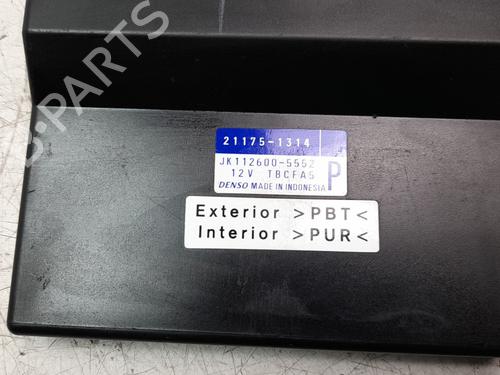 21175-1314
JK112600-5552
12V TBCFA5
P
DENSO MADE IN INDONESIA
Exterior >PBT<
Interior >PUR<
B-PARTS